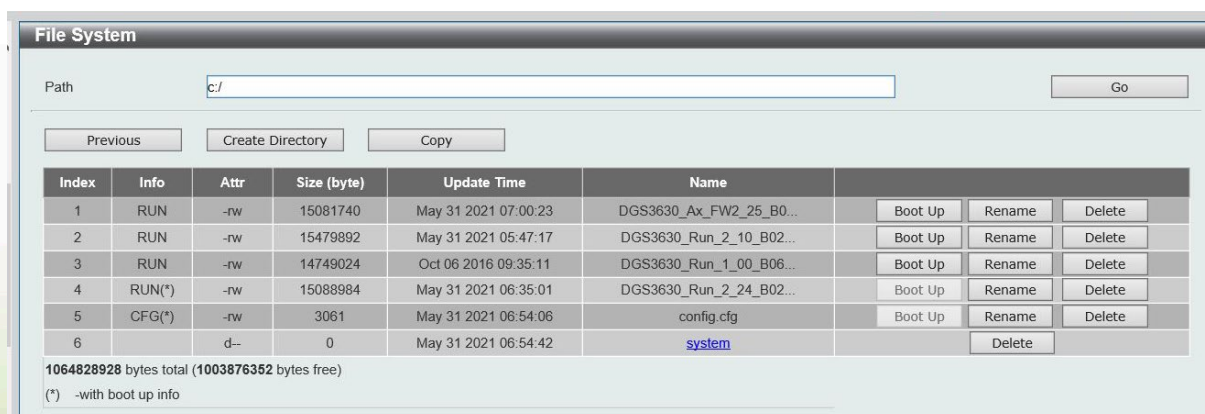 File System
Path c:/ Go
Previous Create Directory Copy
Index Info Attr Size (byte) Update Time Name
1 RUN -rw 15081740 May 31 2021 07:00:23 DGS3630_Ax_FW2_25_B0... Boot Up Rename Delete
2 RUN -rw 15479892 May 31 2021 05:47:17 DGS3630_Run_2_10_B02... Boot Up Rename Delete
3 RUN -rw 14749024 Oct 06 2016 09:35:11 DGS3630_Run_1_00_B06... Boot Up Rename Delete
4 RUN(*) -rw 15088984 May 31 2021 06:35:01 DGS3630_Run_2_24_B02... Boot Up Rename Delete
5 CFG(*) -rw 3061 May 31 2021 06:54:06 config.cfg Boot Up Rename Delete
6 d-- 0 May 31 2021 06:54:42 system Delete
1064828928 bytes total (1003876352 bytes free)
(*) -with boot up info